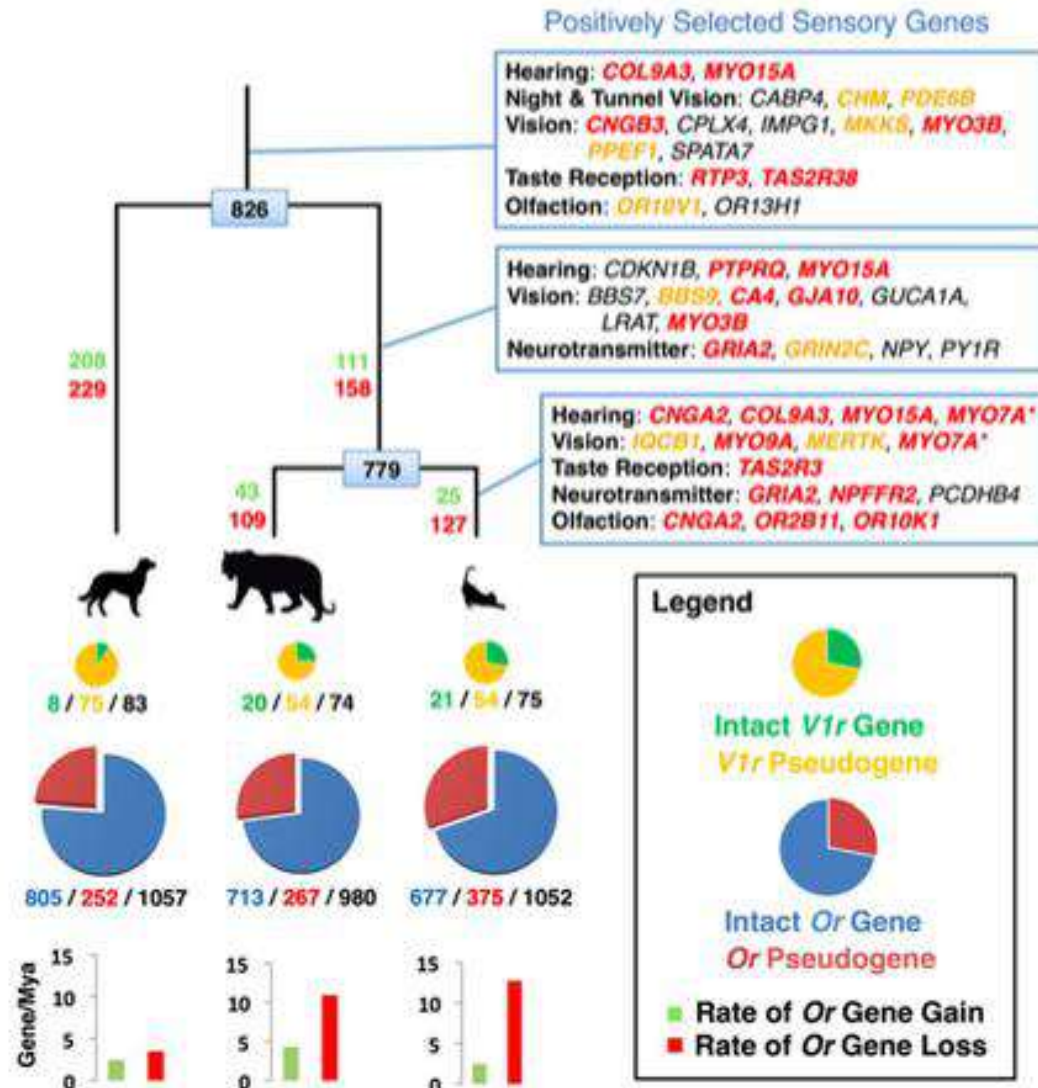 Positively Selected Sensory Genes
Hearing: COL9A3, MYO15A
Night & Tunnel Vision: CABP4, CHM, PDE6B
Vision: CNGB3, CPLX4, IMPG1, MKKS, MYO3B,
PPEF1, SPATA7
Taste Reception: RTP3, TAS2R38
Olfaction: OR10V1, OR13H1
826
Hearing: CDKN1B, PTPRQ, MYO15A
Vision: BBS7, BBS9, CA4, GJA10, GUCA1A,
LRAT, MYO3B
Neurotransmitter: GRIA2, GRIN2C, NPY, PY1R
208
229
111
158
Hearing: CNGA2, COL9A3, MYO15A, MYO7A*
Vision: IQCB1, MYO9A, MERTK, MYO7A*
Taste Reception: TAS2R3
Neurotransmitter: GRIA2, NPFFR2, PCDHB4
Olfaction: CNGA2, OR2B11, OR10K1
779
43
109
25
127
8 / 75 / 83
20 / 54 / 74
21 / 54 / 75
805 / 252 / 1057
713 / 267 / 980
677 / 375 / 1052
Gene/Mya
15
10
5
0
15
10
5
0
15
10
5
0
Legend
Intact V1r Gene
V1r Pseudogene
Intact Or Gene
Or Pseudogene
Rate of Or Gene Gain
Rate of Or Gene Loss